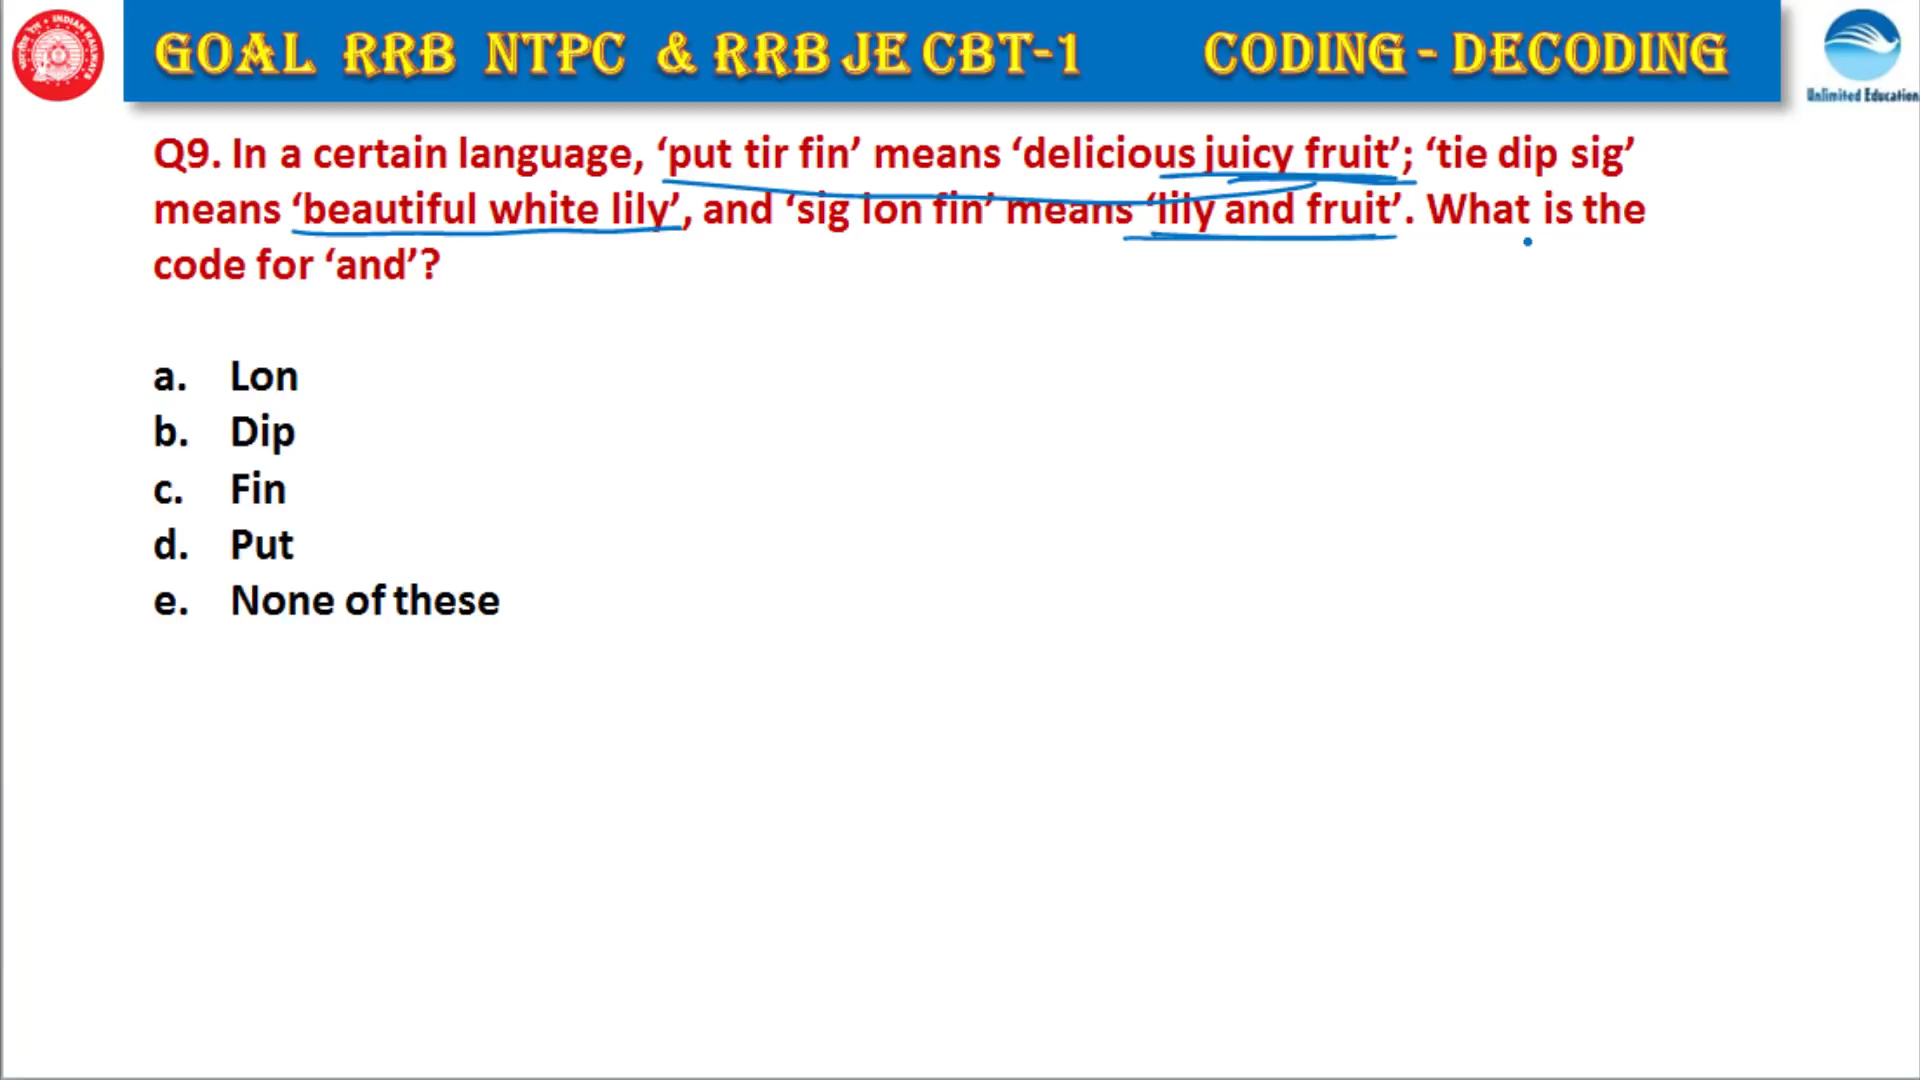 GOAL RRB NTPC & RRB JE CBT-1 CODING - DECODING
Unlimited Education
INDIAN RAILWAYS
Q9. In a certain language, ‘put tir fin’ means ‘delicious juicy fruit’; ‘tie dip sig’
means ‘beautiful white lily’, and ‘sig lon fin’ means ‘lily and fruit’. What is the
code for ‘and’?
a. Lon
b. Dip
c. Fin
d. Put
e. None of these